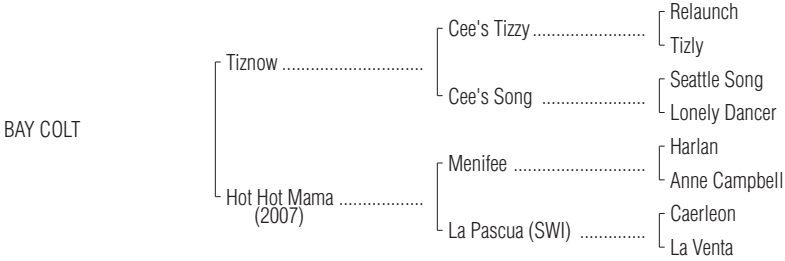 Relaunch
Cee's Tizzy ........................
Tizly
Tiznow ..............................
Seattle Song
Cee's Song ......................
Lonely Dancer
BAY COLT
Harlan
Menifee ............................
Anne Campbell
Hot Hot Mama ..................
(2007)
Caerleon
La Pascua (SWI) ..............
La Venta